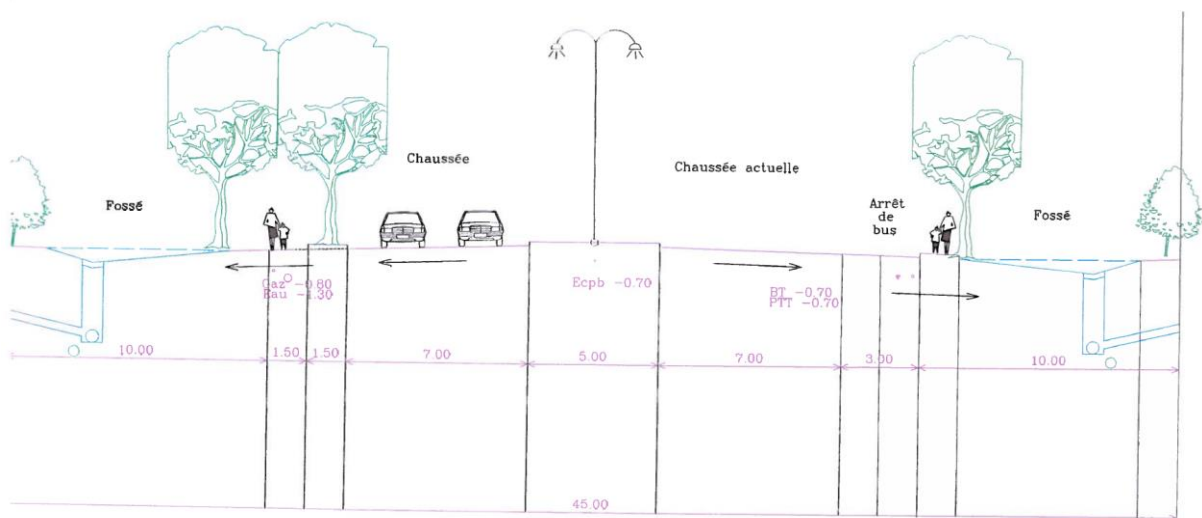 Chaussée
Chaussée actuelle
Fossé
Arrêt
de
bus
Fossé
Gaz -0.80
Eau -1.30
Ecpb -0.70
BT -0.70
PTT -0.70
10.00
1.50
1.50
7.00
5.00
7.00
3.00
10.00
45.00